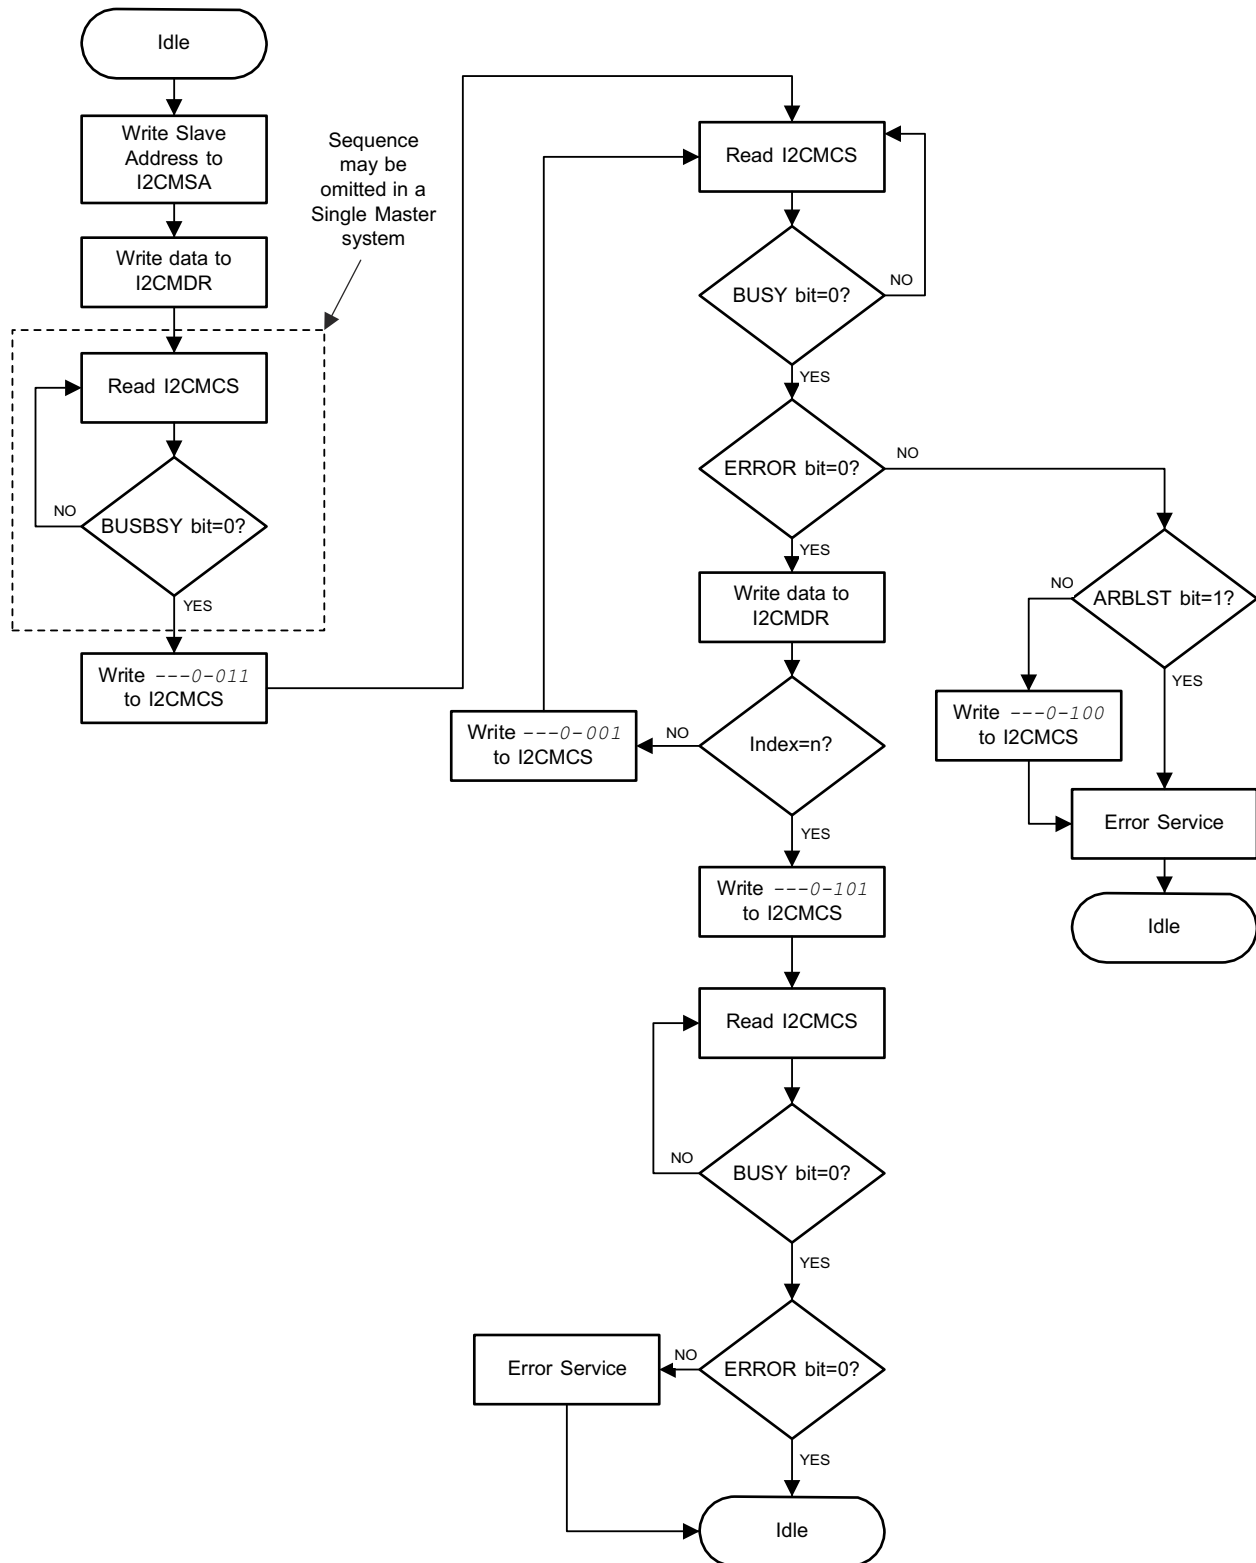 Idle
Write Slave
Address to
I2CMSA
Write data to
I2CMDR
Sequence
may be
omitted in a
Single Master
system
Read I2CMCS
BUSBSY bit=0?
NO
YES
Write ---0-011
to I2CMCS
Read I2CMCS
BUSY bit=0?
NO
YES
ERROR bit=0?
NO
YES
Write data to
I2CMDR
Index=n?
NO
Write ---0-001
to I2CMCS
YES
ARBLST bit=1?
NO
YES
Write ---0-100
to I2CMCS
Error Service
Idle
Write ---0-101
to I2CMCS
Read I2CMCS
BUSY bit=0?
NO
YES
ERROR bit=0?
NO
Error Service
YES
Idle